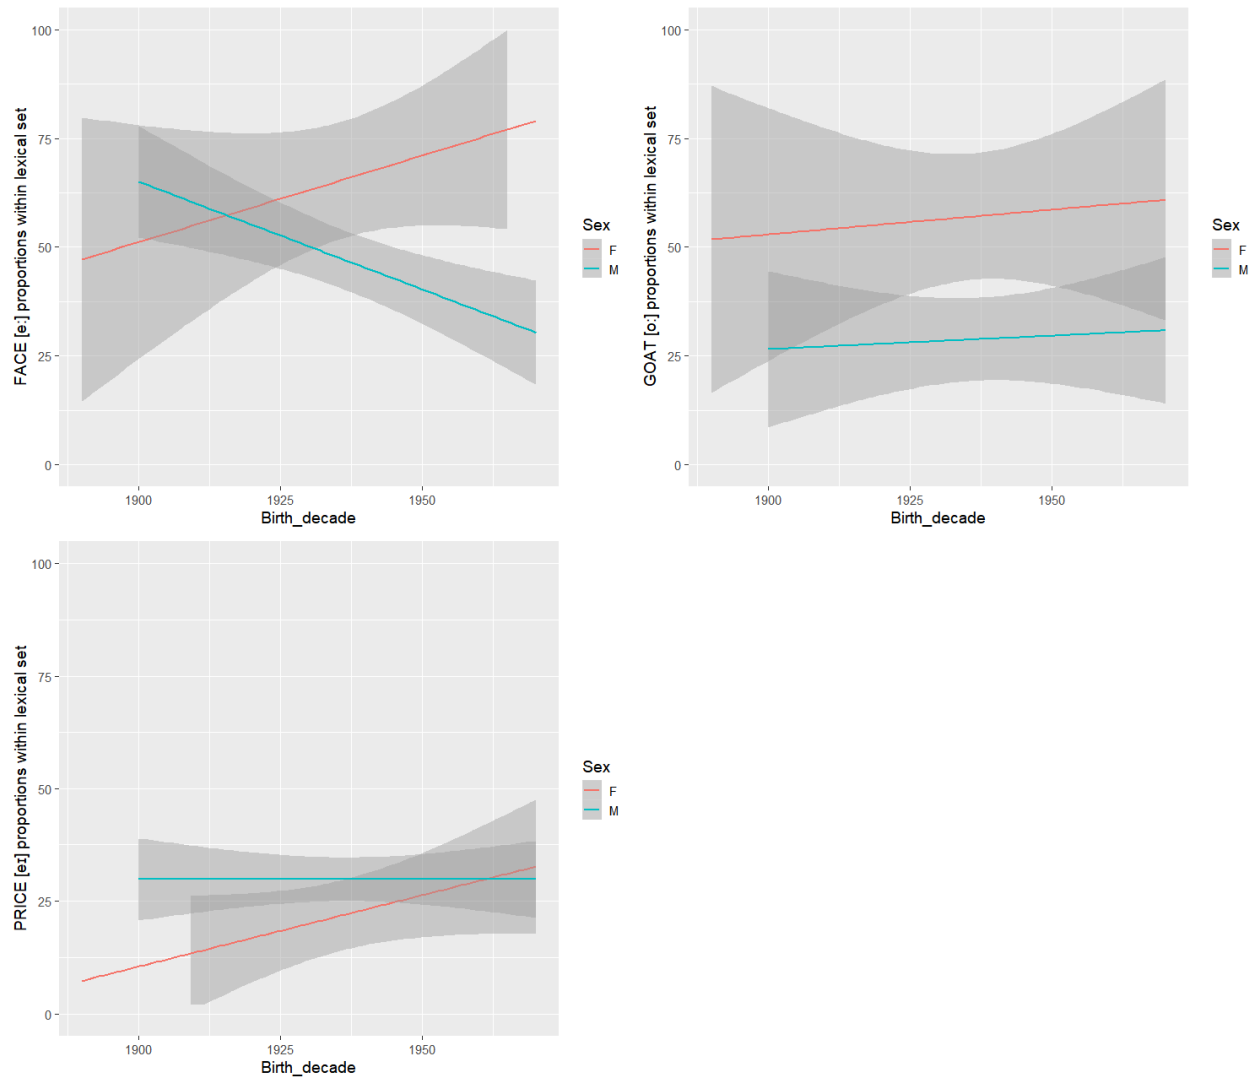 FACE [e:] proportions within lexical set
100
75
50
25
0
1900 1925 1950
Birth_decade
Sex
F
M
GOAT [o:] proportions within lexical set
100
75
50
25
0
1900 1925 1950
Birth_decade
Sex
F
M
PRICE [eɪ] proportions within lexical set
100
75
50
25
0
1900 1925 1950
Birth_decade
Sex
F
M